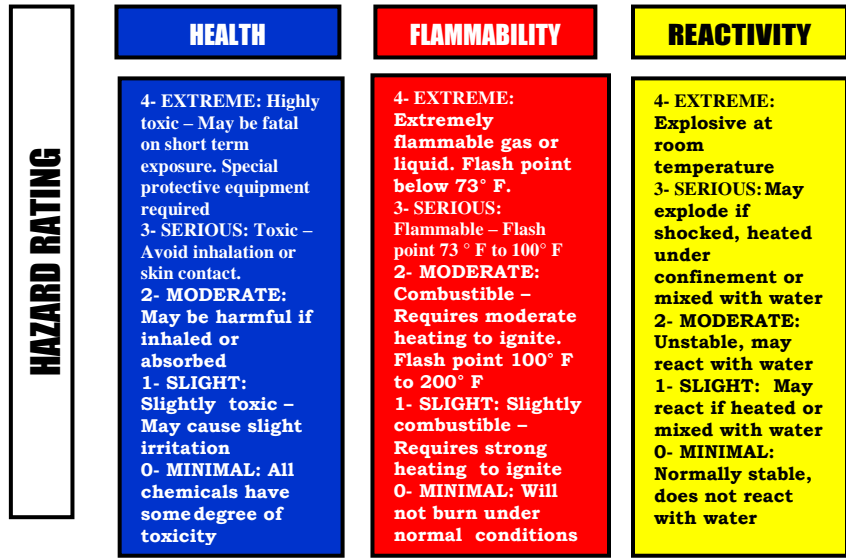 HEALTH
FLAMMABILITY
REACTIVITY
HAZARD RATING
4- EXTREME: Highly
toxic – May be fatal
on short term
exposure. Special
protective equipment
required
3- SERIOUS: Toxic –
Avoid inhalation or
skin contact.
2- MODERATE:
May be harmful if
inhaled or
absorbed
1- SLIGHT:
Slightly toxic –
May cause slight
irritation
0- MINIMAL: All
chemicals have
some degree of
toxicity
4- EXTREME:
Extremely
flammable gas or
liquid. Flash point
below 73° F.
3- SERIOUS:
Flammable – Flash
point 73 ° F to 100° F
2- MODERATE:
Combustible –
Requires moderate
heating to ignite.
Flash point 100° F
to 200° F
1- SLIGHT: Slightly
combustible –
Requires strong
heating to ignite
0- MINIMAL: Will
not burn under
normal conditions
4- EXTREME:
Explosive at
room
temperature
3- SERIOUS: May
explode if
shocked, heated
under
confinement or
mixed with water
2- MODERATE:
Unstable, may
react with water
1- SLIGHT: May
react if heated or
mixed with water
0- MINIMAL:
Normally stable,
does not react
with water